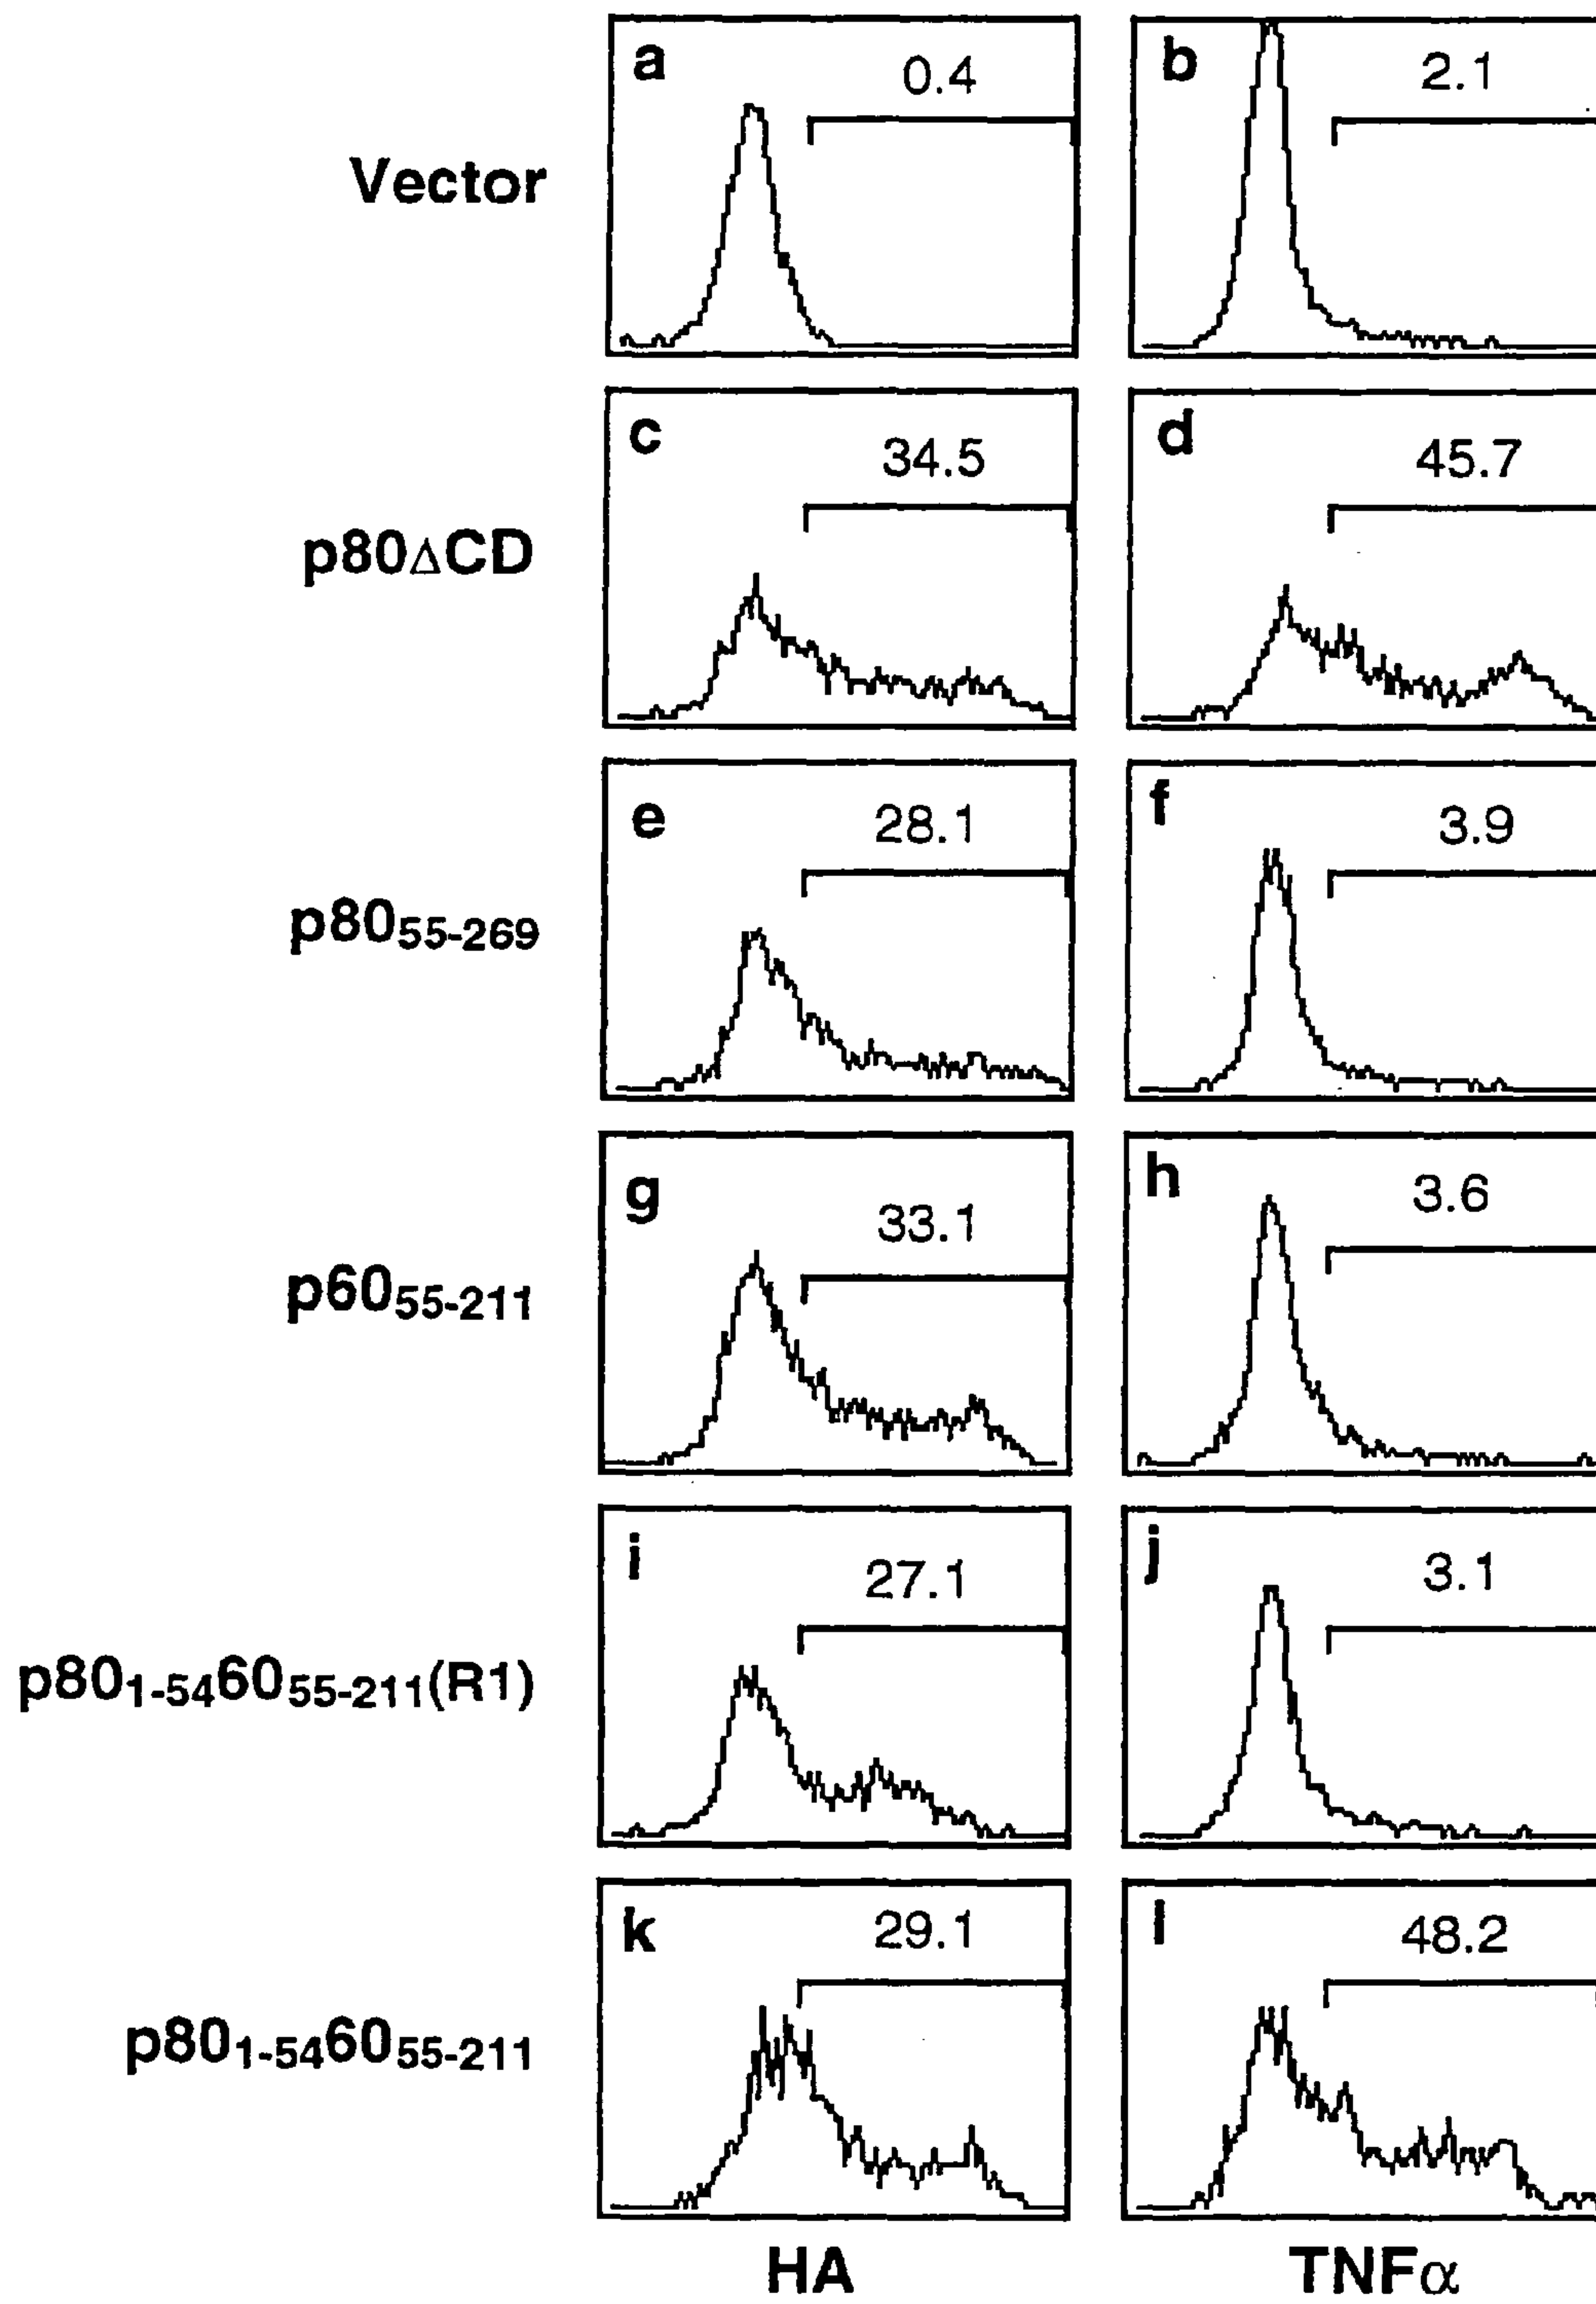 a 0.4 b 2.1
Vector
c 34.5 d 45.7
p80ΔCD
e 28.1 f 3.9
p80₅₅₋₂₆₉
g 33.1 h 3.6
p60₅₅₋₂₁₁
i 27.1 j 3.1
p80₁₋₅₄60₅₅₋₂₁₁(R1)
k 29.1 l 48.2
p80₁₋₅₄60₅₅₋₂₁₁
HA TNFα